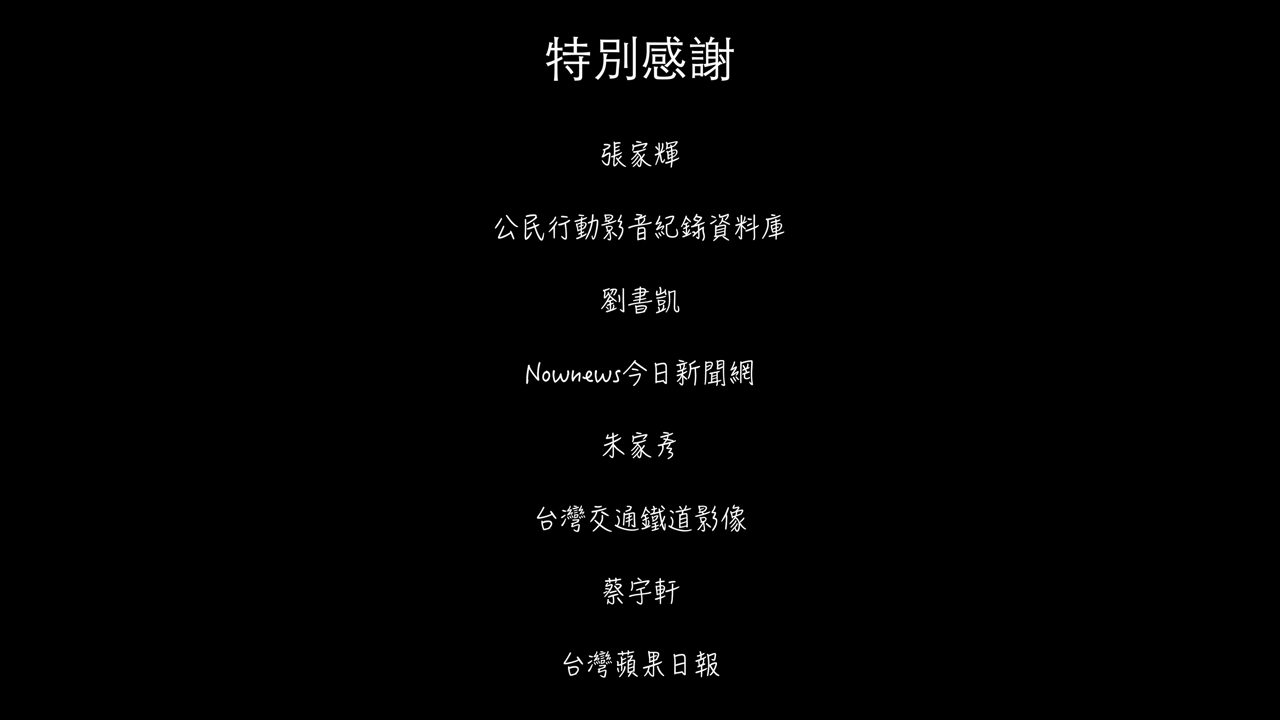 特別感謝
張家輝
公民行動影音紀錄資料庫
劉書凱
Nownews今日新聞網
朱家彥
台灣交通鐵道影像
蔡宇軒
台灣蘋果日報